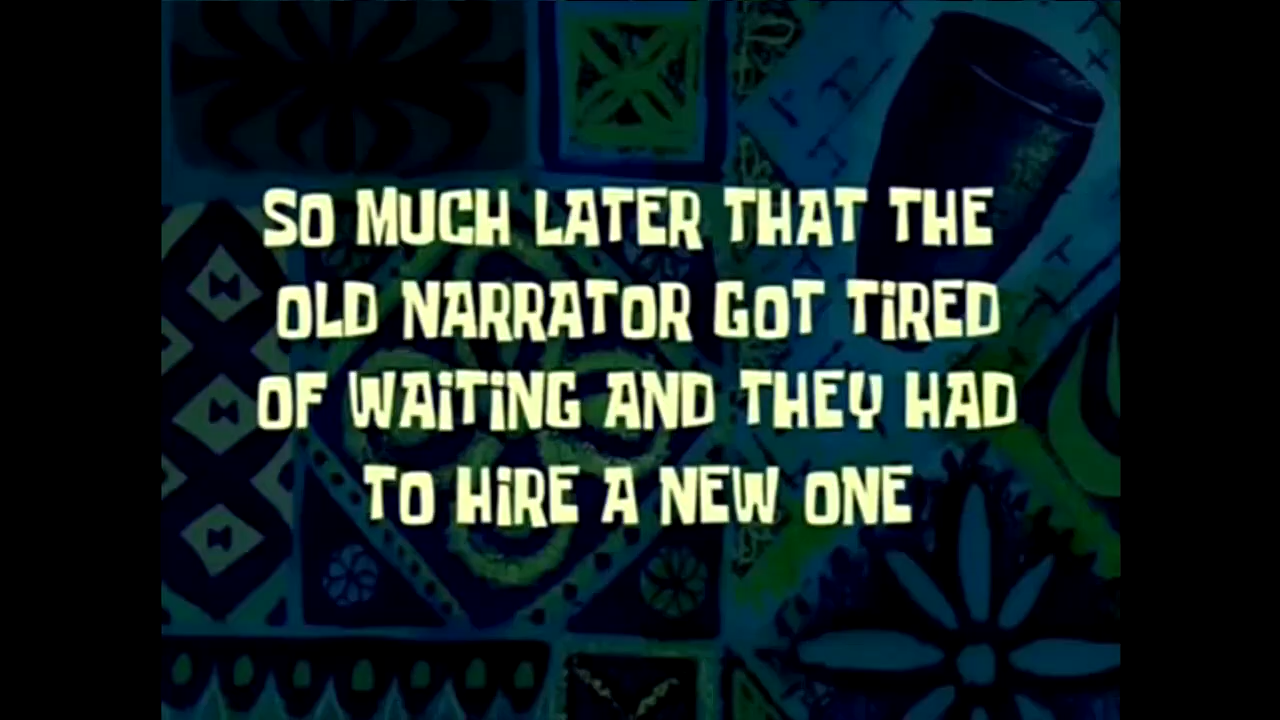 SO MUCH LATER THAT THE
OLD NARRATOR GOT TiRED
OF WAiTiNG AND THEY HAD
TO HiRE A NEW ONE